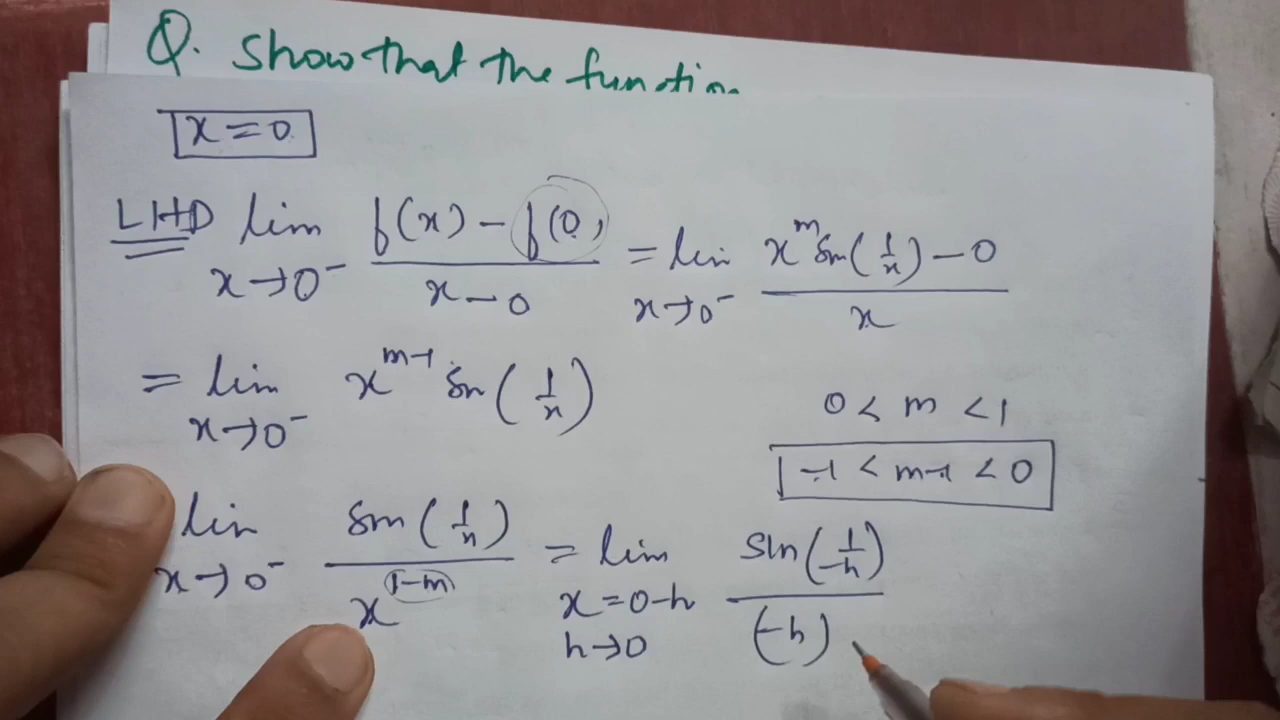 Q. Show that the function
x = 0
LHD lim x→0⁻ (f(x) - f(0)) / (x - 0) = lim x→0⁻ (x^m sin(1/x) - 0) / x
= lim x→0⁻ x^(m-1) sin(1/x)
0 < m < 1
-1 < m-1 < 0
lim x→0⁻ sin(1/x) / x^(1-m) = lim x=0-h h→0 sin(1/-h) / (-h)